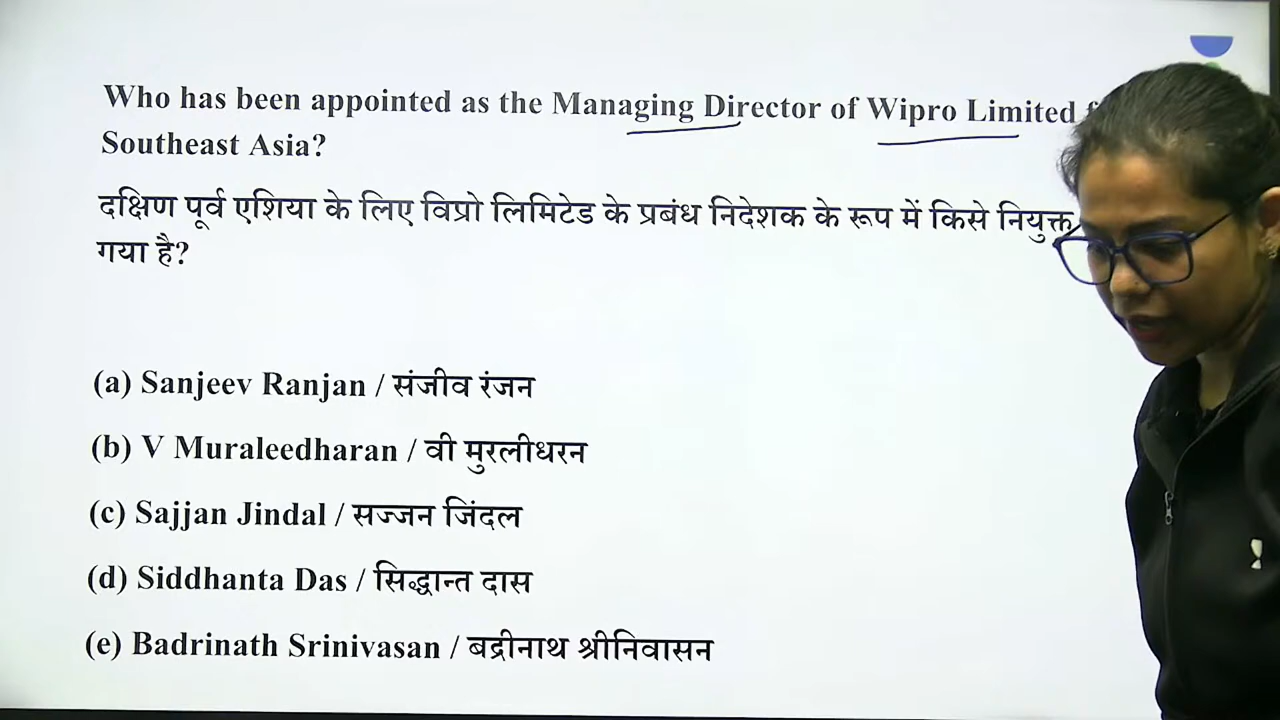 Who has been appointed as the Managing Director of Wipro Limited
Southeast Asia?
दक्षिण पूर्व एशिया के लिए विप्रो लिमिटेड के प्रबंध निदेशक के रूप में किसे नियुक्त
गया है?
(a) Sanjeev Ranjan / संजीव रंजन
(b) V Muraleedharan / वी मुरलीधरन
(c) Sajjan Jindal / सज्जन जिंदल
(d) Siddhanta Das / सिद्धान्त दास
(e) Badrinath Srinivasan / बद्रीनाथ श्रीनिवासन